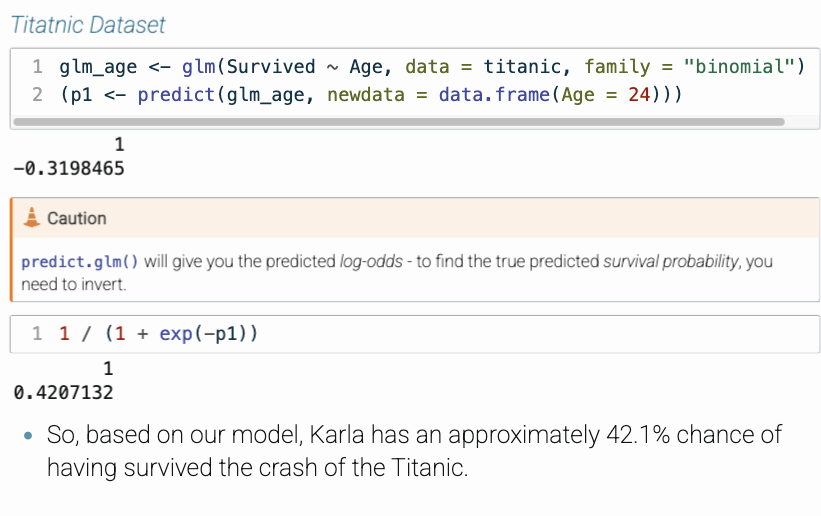 Titatnic Dataset
1 glm_age <- glm(Survived ~ Age, data = titanic, family = "binomial")
2 (p1 <- predict(glm_age, newdata = data.frame(Age = 24)))
1
-0.3198465
Caution
predict.glm() will give you the predicted log-odds - to find the true predicted survival probability, you
need to invert.
1 1 / (1 + exp(-p1))
1
0.4207132
• So, based on our model, Karla has an approximately 42.1% chance of
having survived the crash of the Titanic.